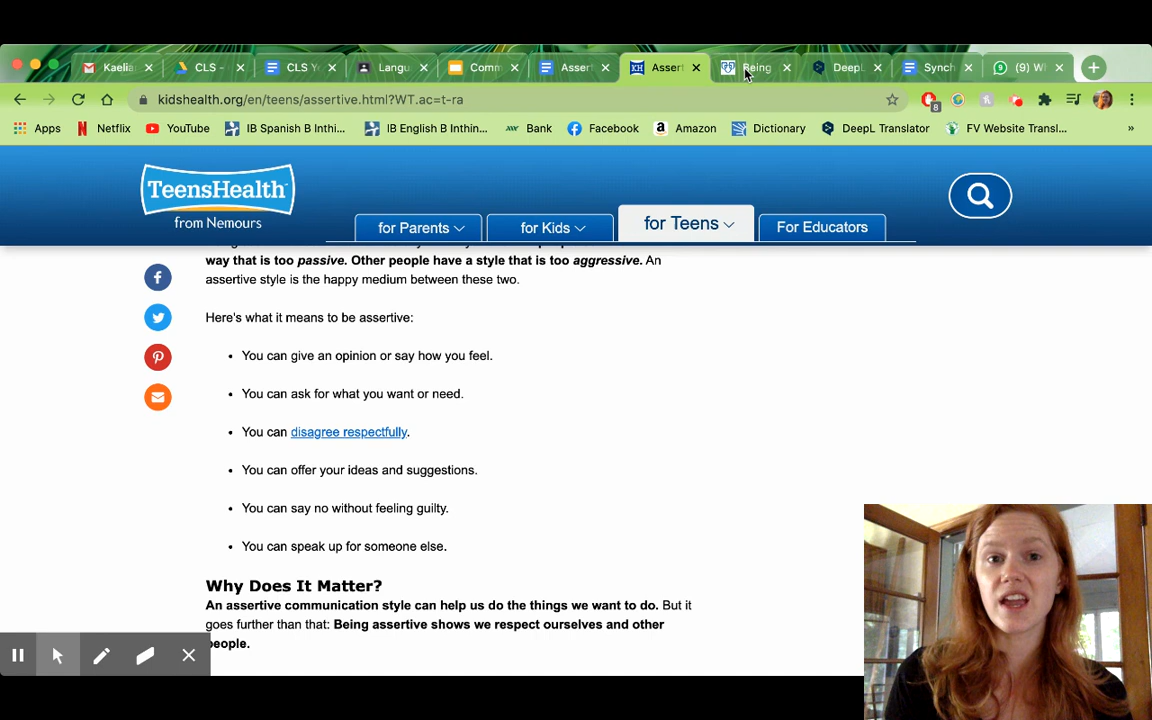 Kaelia
CLS -
CLS Y
Langu
Comm
Assert
Assert
Being
DeepL
Synch
(9) W
kidshealth.org/en/teens/assertive.html?WT.ac=t-ra
8
Apps
Netflix
YouTube
IB Spanish B Inthi...
IB English B Inthin...
Bank
Facebook
Amazon
Dictionary
DeepL Translator
FV Website Transl...
»
TeensHealth
from Nemours
for Parents
for Kids
for Teens
For Educators
way that is too passive. Other people have a style that is too aggressive. An
assertive style is the happy medium between these two.
Here's what it means to be assertive:
• You can give an opinion or say how you feel.
• You can ask for what you want or need.
• You can disagree respectfully.
• You can offer your ideas and suggestions.
• You can say no without feeling guilty.
• You can speak up for someone else.
Why Does It Matter?
An assertive communication style can help us do the things we want to do. But it
goes further than that: Being assertive shows we respect ourselves and other
people.